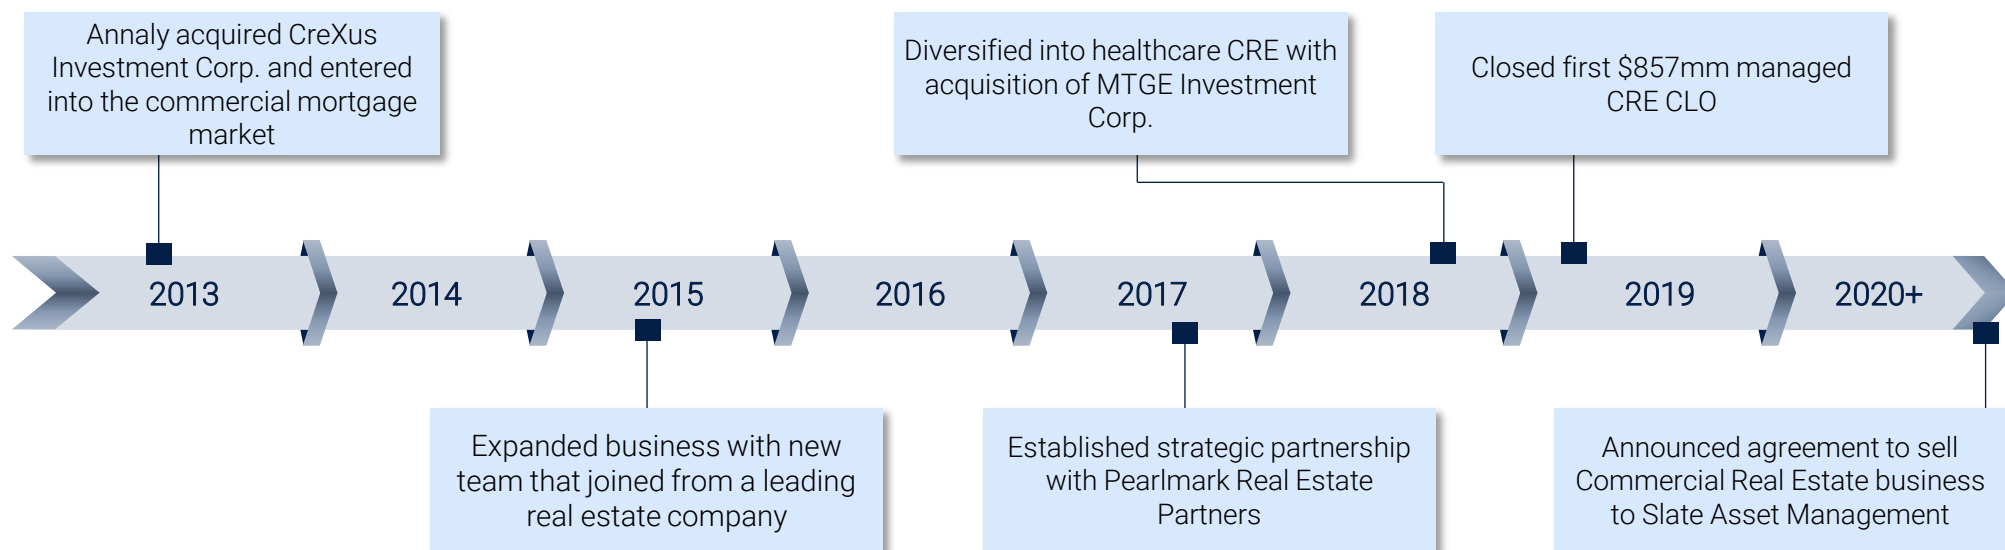 Annaly acquired CreXus
Investment Corp. and entered
into the commercial mortgage
market
Diversified into healthcare CRE with
acquisition of MTGE Investment
Corp.
Closed first $857mm managed
CRE CLO
2013
2014
2015
2016
2017
2018
2019
2020+
Expanded business with new
team that joined from a leading
real estate company
Established strategic partnership
with Pearlmark Real Estate
Partners
Announced agreement to sell
Commercial Real Estate business
to Slate Asset Management